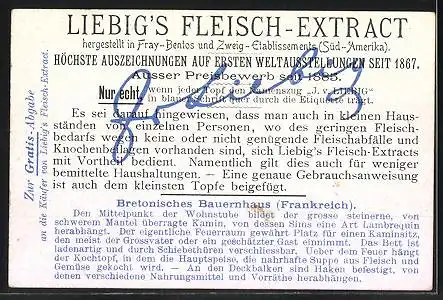 LIEBIG'S FLEISCH-EXTRACT
hergestellt in Fray-Bentos und Zweig-Etablissements (Süd-Amerika).
HÖCHSTE AUSZEICHNUNGEN AUF ERSTEN WELTAUSSTELLUNGEN SEIT 1867.
Ausser Preisbewerb seit 1885.
Nur echt, wenn jeder Topf den Namenszug „J. v. LIEBIG"
in blauer Schrift quer durch die Etiquette trägt.
J v Liebig
Es sei darauf hingewiesen, dass man auch in kleinen Haus-
ständen von einzelnen Personen, wo des geringen Fleisch-
bedarfs wegen keine oder nicht genügende Fleischabfälle und
Knochenbeilagen vorhanden sind, sich Liebig's Fleisch-Extracts
mit Vortheil bedient. Namentlich gilt dies auch für weniger
bemittelte Haushaltungen. — Eine genaue Gebrauchsanweisung
ist auch dem kleinsten Topfe beigefügt.
Zur Gratis-Abgabe
an die Käufer von Liebig's Fleisch-Extract.
Bretonisches Bauernhaus (Frankreich).
Den Mittelpunkt der Wohnstube bildet der grosse steinerne, von
schwerem Mantel überragte Kamin, von dessen Sims eine Art Lambrequin
herabhängt. Der eigentliche Feuerraum gewährt Platz für einen Kaminsitz,
den meist der Grossvater oder ein geschätzter Gast einnimmt. Das Bett ist
ladenartig und durch Schiebethüren verschliessbar. Ueber dem Feuer hängt
der Kochtopf, in dem die Hauptspeise, die nahrhafte Suppe aus Fleisch und
Gemüse gekocht wird. — An den Deckbalken sind Haken befestigt, von
denen verschiedene Nahrungsmittel und Vorräthe herabhängen.